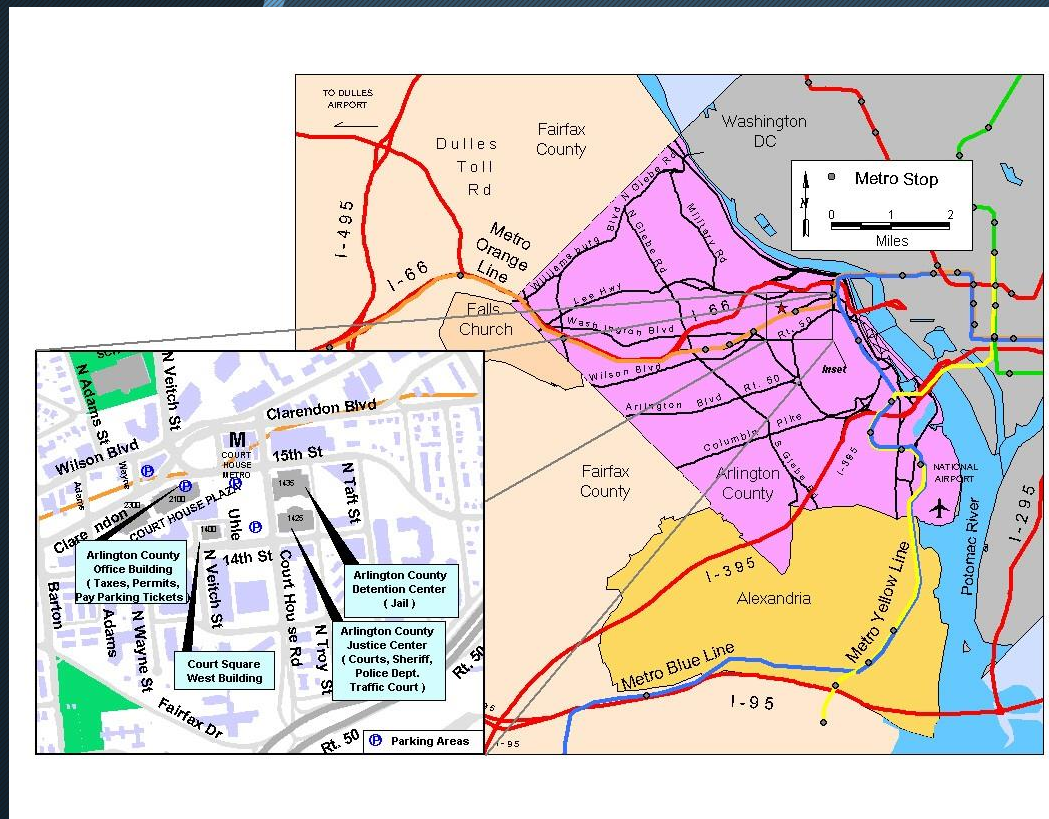 TO DULLES
AIRPORT
Dulles
Toll
Rd
Fairfax
County
Washington
DC
N
Metro Stop
0 1 2
Miles
I-495
I-66
Metro
Orange
Line
Falls
Church
Williamsburg Blvd
N Glebe Rd
N Glebe Rd
Military Rd
Lee Hwy
Washington Blvd
I-66
Rt. 50
Wilson Blvd
Inset
Arlington Blvd
Rt. 50
Columbia Pike
S Glebe Rd
I-395
Fairfax
County
Arlington
County
NATIONAL
AIRPORT
Potomac River
I-295
I-395
Alexandria
Metro Yellow Line
Metro Blue Line
I-95
I-95
N Adams St
N Veitch St
Clarendon Blvd
Wilson Blvd
M
COURT
HOUSE
METRO
15th St
N Taft St
Wayne
Adams
2300
2100
1435
1425
1400
Clarendon
COURT HOUSE PLAZA
Uhle
14th St
Arlington County
Office Building
( Taxes, Permits,
Pay Parking Tickets )
Arlington County
Detention Center
( Jail )
Arlington County
Justice Center
( Courts, Sheriff,
Police Dept.
Traffic Court )
Court Square
West Building
Barton
Adams
N Wayne St
N Veitch St
Court House Rd
N Troy St
Rt. 50
Fairfax Dr
Rt. 50
P Parking Areas